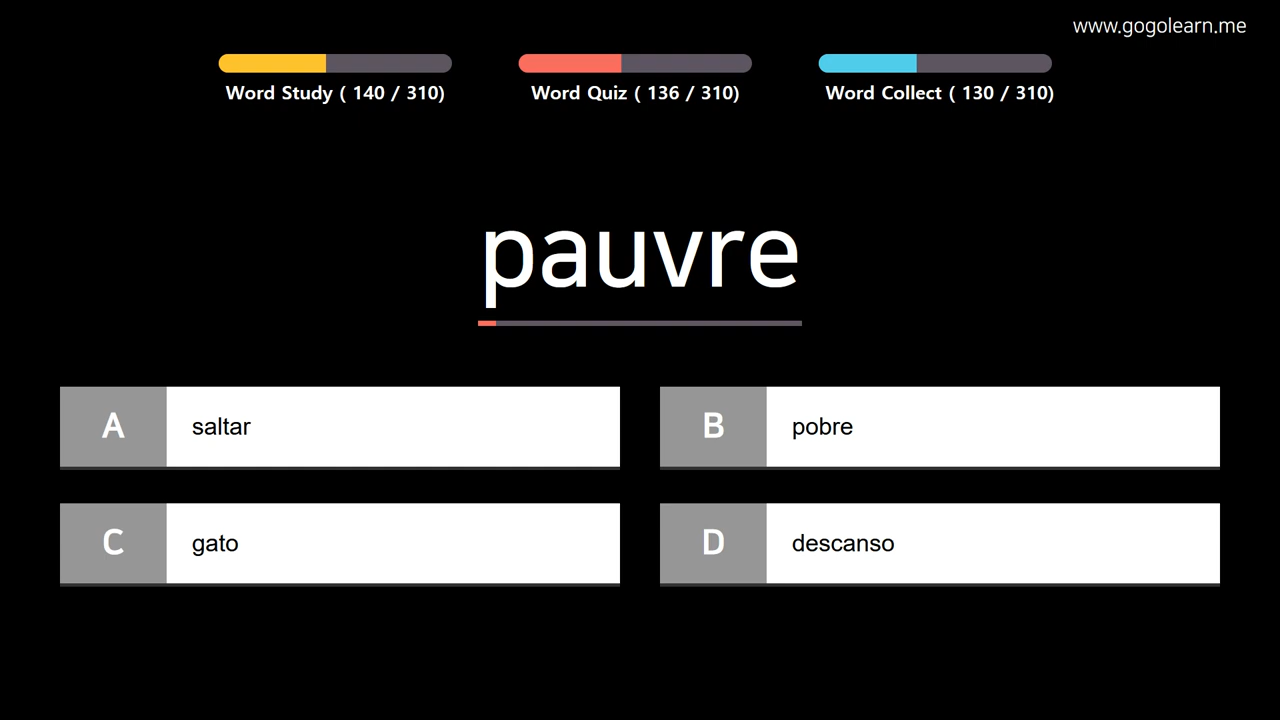 www.gogolearn.me
Word Study ( 140 / 310)
Word Quiz ( 136 / 310)
Word Collect ( 130 / 310)
pauvre
A saltar
B pobre
C gato
D descanso